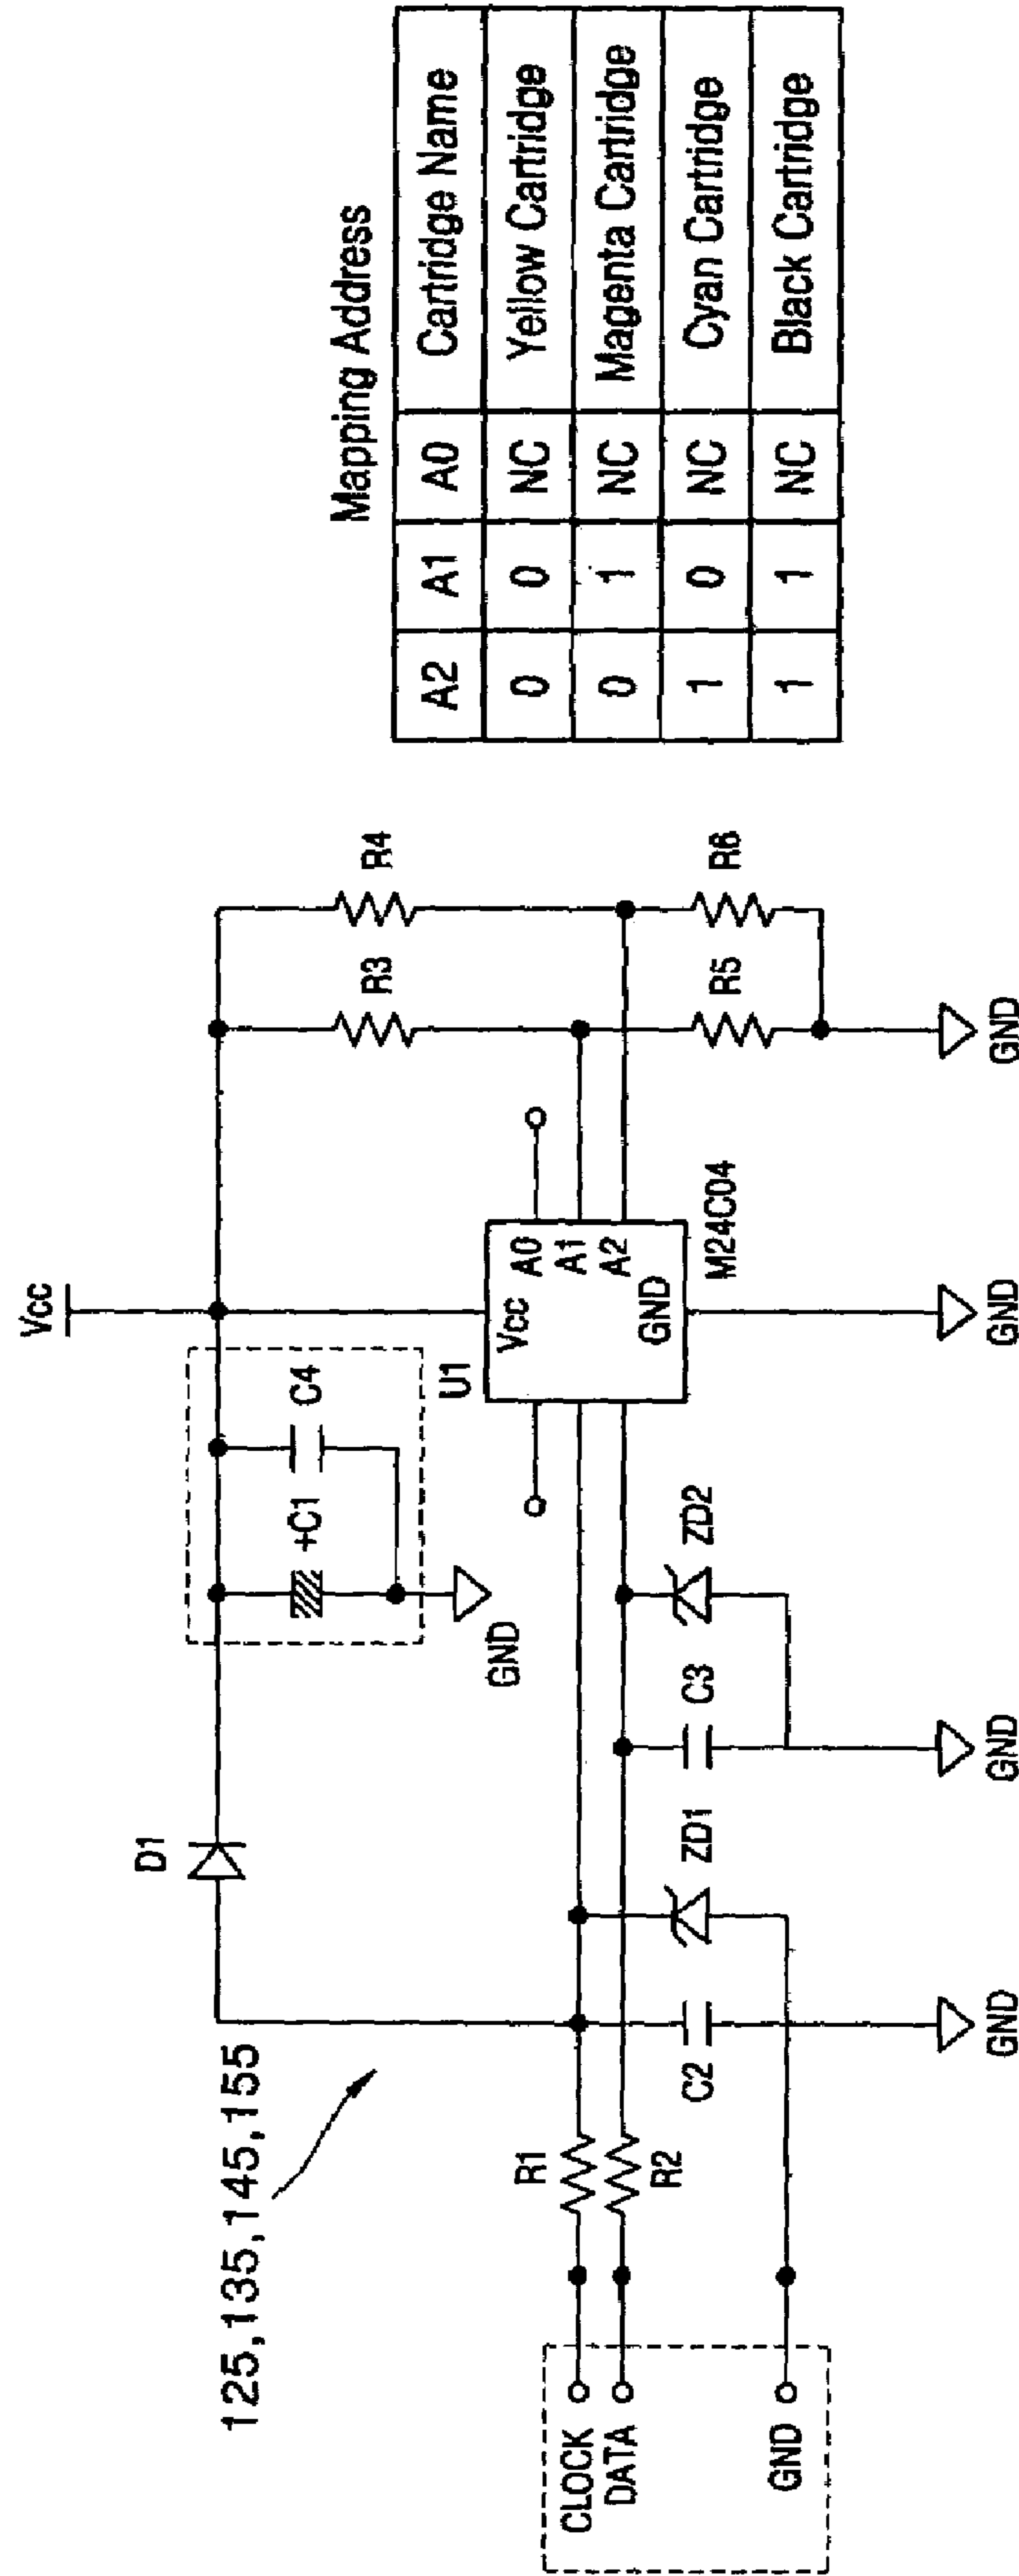 125,135,145,155
D1
Vcc
+C1
C4
GND
U1
Vcc
A0
A1
A2
GND
M24C04
R3
R4
R5
R6
GND
GND
CLOCK
DATA
GND
R1
R2
C2
ZD1
C3
ZD2
GND
GND
Mapping Address
A2 A1 A0 Cartridge Name
0 0 NC Yellow Cartridge
0 1 NC Magenta Cartridge
1 0 NC Cyan Cartridge
1 1 NC Black Cartridge